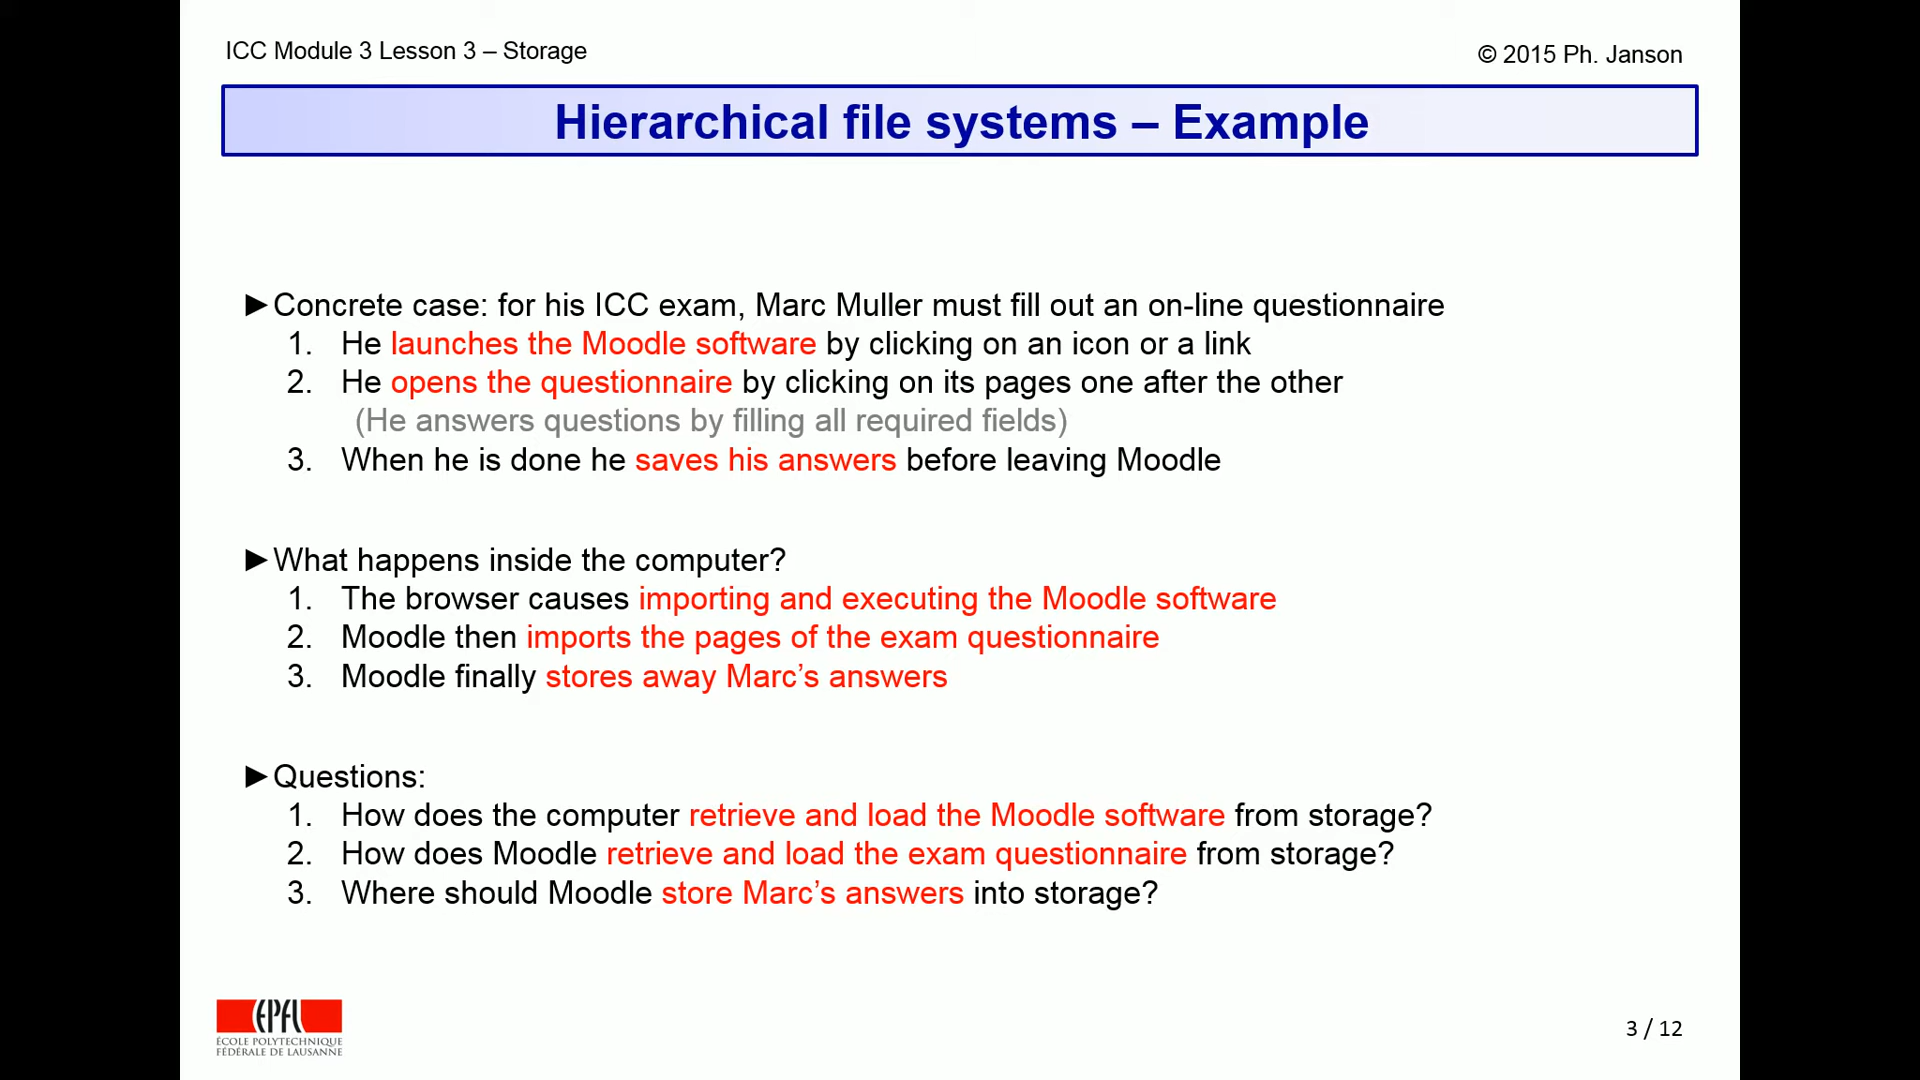 ICC Module 3 Lesson 3 – Storage
© 2015 Ph. Janson
Hierarchical file systems – Example
►Concrete case: for his ICC exam, Marc Muller must fill out an on-line questionnaire
1. He launches the Moodle software by clicking on an icon or a link
2. He opens the questionnaire by clicking on its pages one after the other
(He answers questions by filling all required fields)
3. When he is done he saves his answers before leaving Moodle
►What happens inside the computer?
1. The browser causes importing and executing the Moodle software
2. Moodle then imports the pages of the exam questionnaire
3. Moodle finally stores away Marc’s answers
►Questions:
1. How does the computer retrieve and load the Moodle software from storage?
2. How does Moodle retrieve and load the exam questionnaire from storage?
3. Where should Moodle store Marc’s answers into storage?
EPFL
ÉCOLE POLYTECHNIQUE
FÉDÉRALE DE LAUSANNE
3 / 12